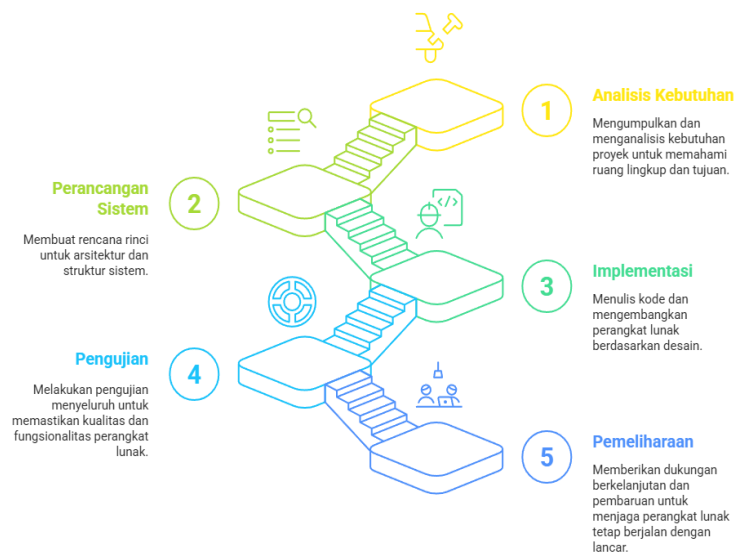 1
Analisis Kebutuhan
Mengumpulkan dan
menganalisis kebutuhan
proyek untuk memahami
ruang lingkup dan tujuan.
Perancangan
Sistem
2
Membuat rencana rinci
untuk arsitektur dan
struktur sistem.
</>
3
Implementasi
Menulis kode dan
mengembangkan
perangkat lunak
berdasarkan desain.
Pengujian
4
Melakukan pengujian
menyeluruh untuk
memastikan kualitas dan
fungsionalitas perangkat
lunak.
5
Pemeliharaan
Memberikan dukungan
berkelanjutan dan
pembaruan untuk
menjaga perangkat lunak
tetap berjalan dengan
lancar.